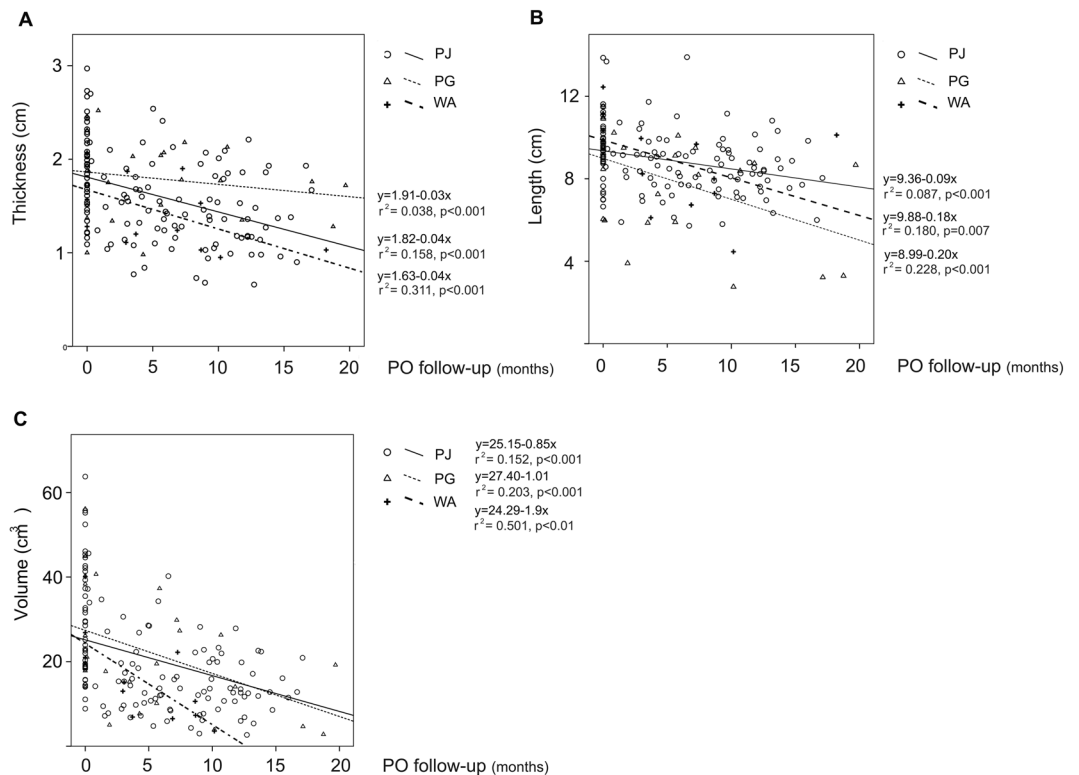 A
Thickness (cm)
3
2
1
0
0 5 10 15 20
PO follow-up (months)
PJ
PG
WA
y=1.91-0.03x
r²= 0.038, p<0.001
y=1.82-0.04x
r²= 0.158, p<0.001
y=1.63-0.04x
r²= 0.311, p<0.001
B
Length (cm)
12
8
4
0 5 10 15 20
PO follow-up (months)
PJ
PG
WA
y=9.36-0.09x
r²= 0.087, p<0.001
y=9.88-0.18x
r²= 0.180, p=0.007
y=8.99-0.20x
r²= 0.228, p<0.001
C
Volume (cm³)
60
40
20
0 5 10 15 20
PO follow-up (months)
PJ
PG
WA
y=25.15-0.85x
r²= 0.152, p<0.001
y=27.40-1.01
r²= 0.203, p<0.001
y=24.29-1.9x
r²= 0.501, p<0.01